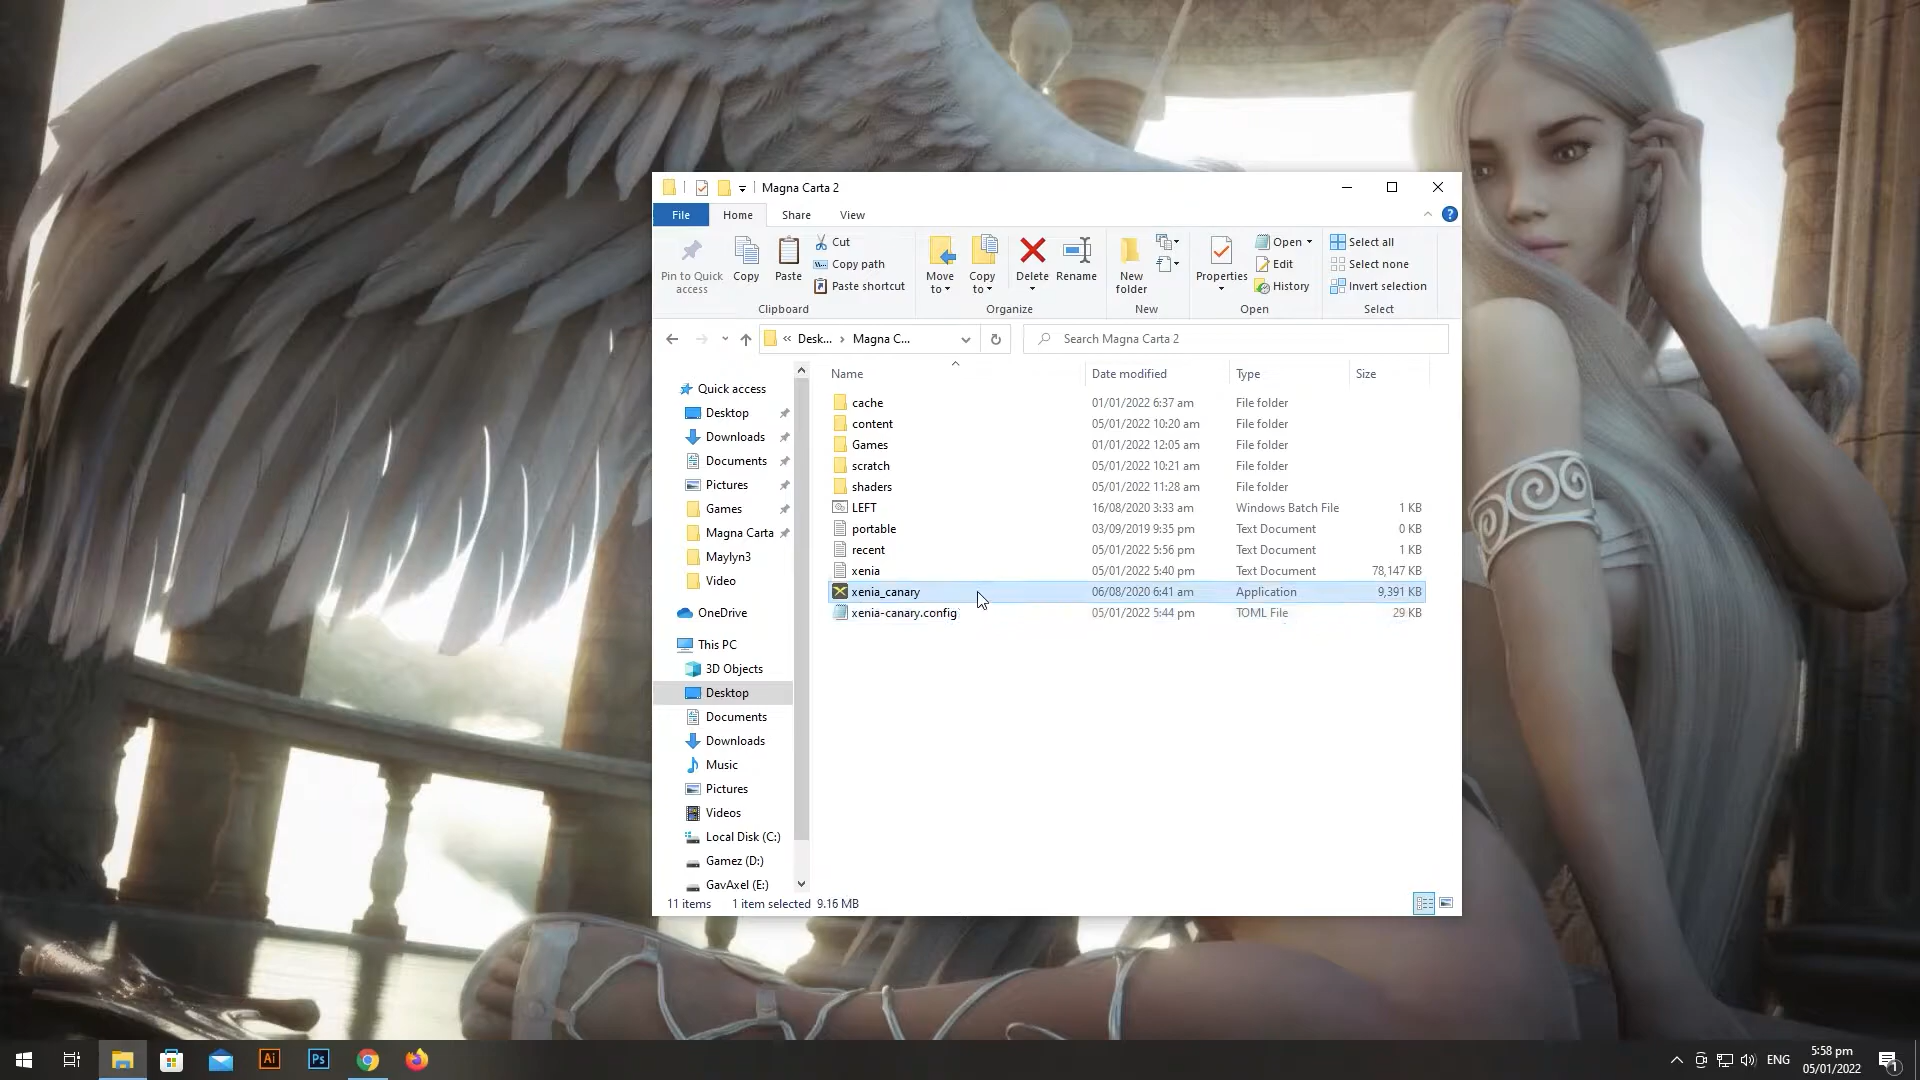 Magna Carta 2
File Home Share View
Pin to Quick access
Copy
Paste
Cut
Copy path
Paste shortcut
Clipboard
Move to
Copy to
Delete
Rename
Organize
New folder
New
Properties
Open
Edit
History
Open
Select all
Select none
Invert selection
Select
« Desk... › Magna C...
Search Magna Carta 2
Name Date modified Type Size
cache 01/01/2022 6:37 am File folder
content 05/01/2022 10:20 am File folder
Games 01/01/2022 12:05 am File folder
scratch 05/01/2022 10:21 am File folder
shaders 05/01/2022 11:28 am File folder
LEFT 16/08/2020 3:33 am Windows Batch File 1 KB
portable 03/09/2019 9:35 pm Text Document 0 KB
recent 05/01/2022 5:56 pm Text Document 1 KB
xenia 05/01/2022 5:40 pm Text Document 78,147 KB
xenia_canary 06/08/2020 6:41 am Application 9,391 KB
xenia-canary.config 05/01/2022 5:44 pm TOML File 29 KB
Quick access
Desktop
Downloads
Documents
Pictures
Games
Magna Carta
Maylyn3
Video
OneDrive
This PC
3D Objects
Desktop
Documents
Downloads
Music
Pictures
Videos
Local Disk (C:)
Gamez (D:)
GavAxel (E:)
11 items 1 item selected 9.16 MB
Ai
Ps
ENG
5:58 pm
05/01/2022
1